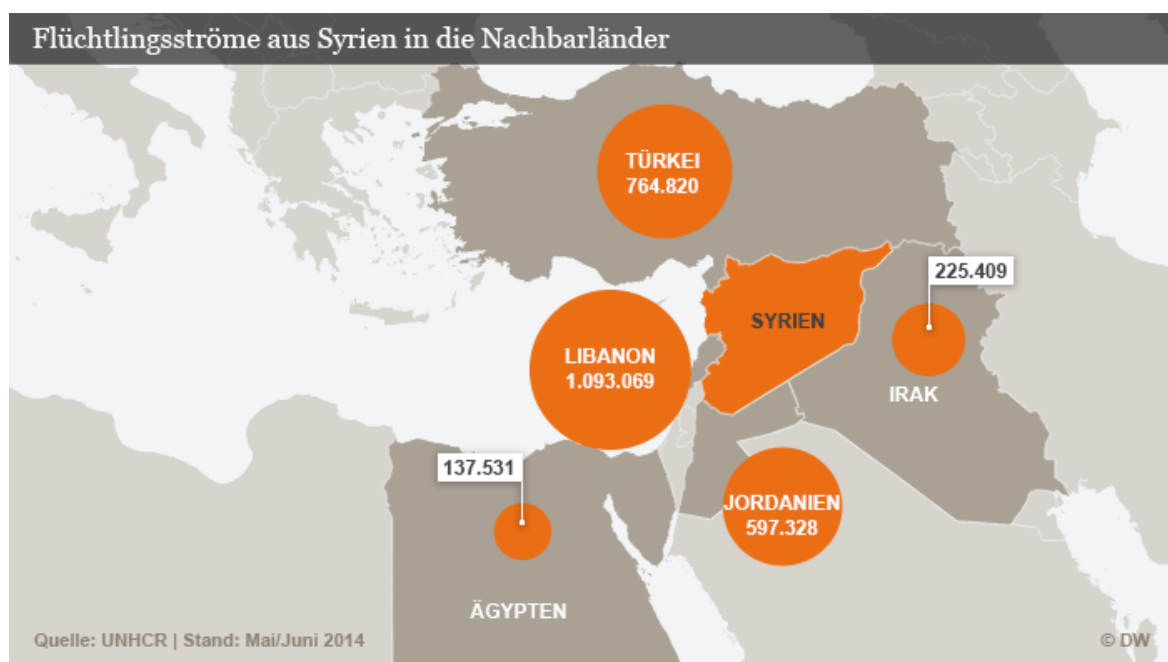 Flüchtlingsströme aus Syrien in die Nachbarländer
TÜRKEI
764.820
225.409
SYRIEN
LIBANON
1.093.069
IRAK
137.531
JORDANIEN
597.328
ÄGYPTEN
Quelle: UNHCR | Stand: Mai/Juni 2014
© DW